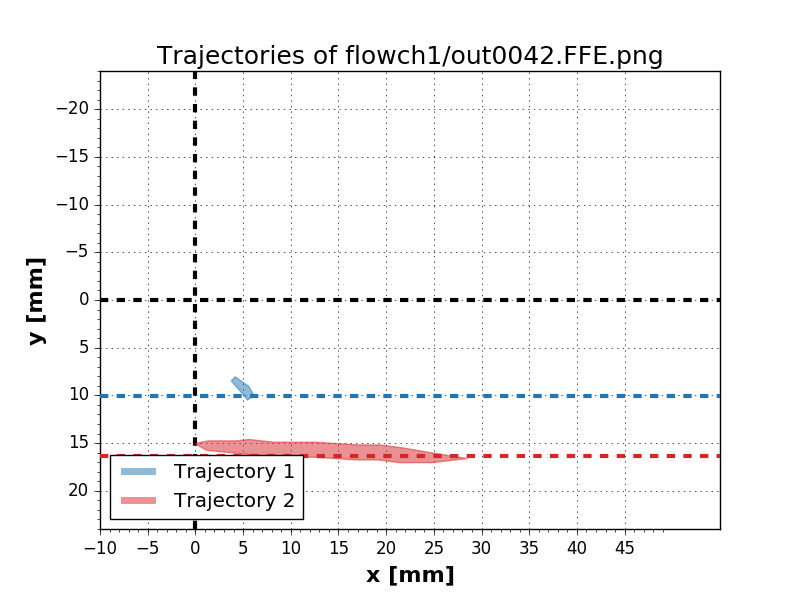 Trajectories of flowch1/out0042.FFE.png
y [mm]
−20
−15
−10
−5
0
5
10
15
20
Trajectory 1
Trajectory 2
−10 −5 0 5 10 15 20 25 30 35 40 45
x [mm]